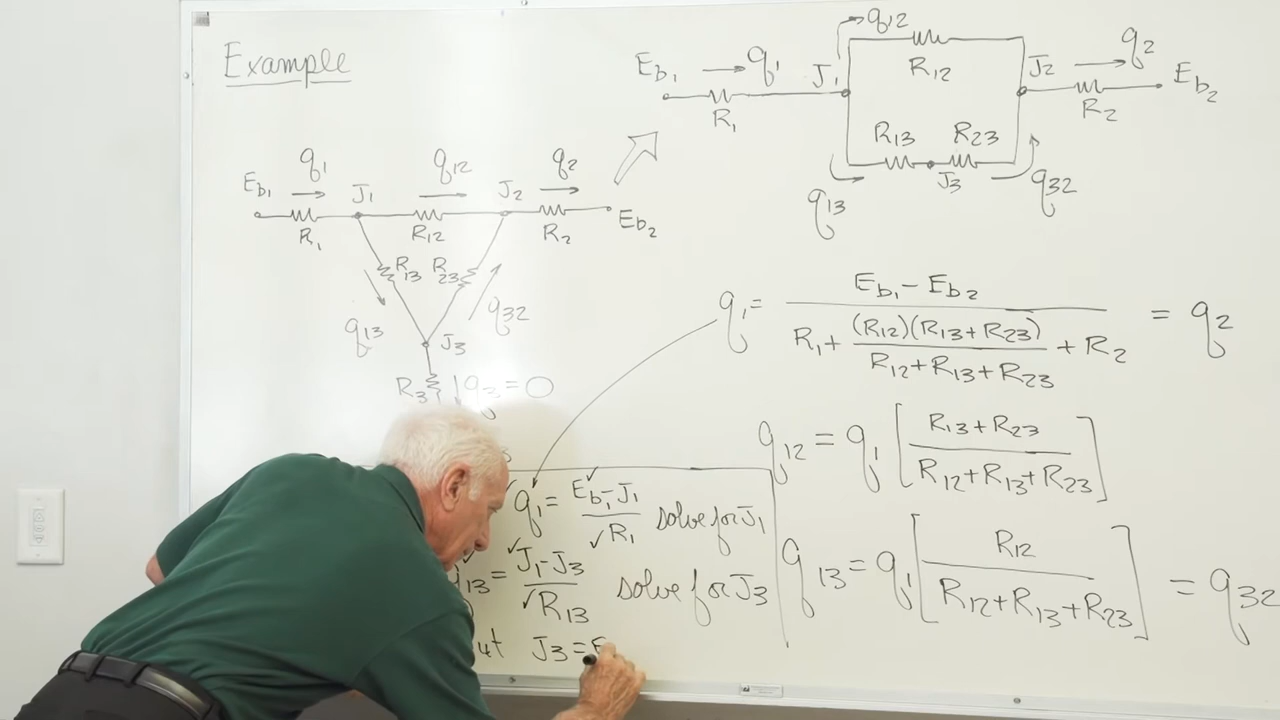 Example
Eb1 q1 J1 q12 J2 q2 Eb2
R1 R12 R2
R13 R23
q13 q32
J3
R3 q3 = 0
Eb1 q1 J1 q12 J2 q2 Eb2
R1 R12 R2
R13 R23
J3
q13 q32
q1 = (Eb1 - Eb2) / (R1 + (R12)(R13+R23) / (R12+R13+R23) + R2) = q2
q12 = q1 [(R13+R23) / (R12+R13+R23)]
q13 = q1 [R12 / (R12+R13+R23)] = q32
q1 = (Eb1 - J1) / R1 solve for J1
q13 = (J1 - J3) / R13 solve for J3
J3 = E